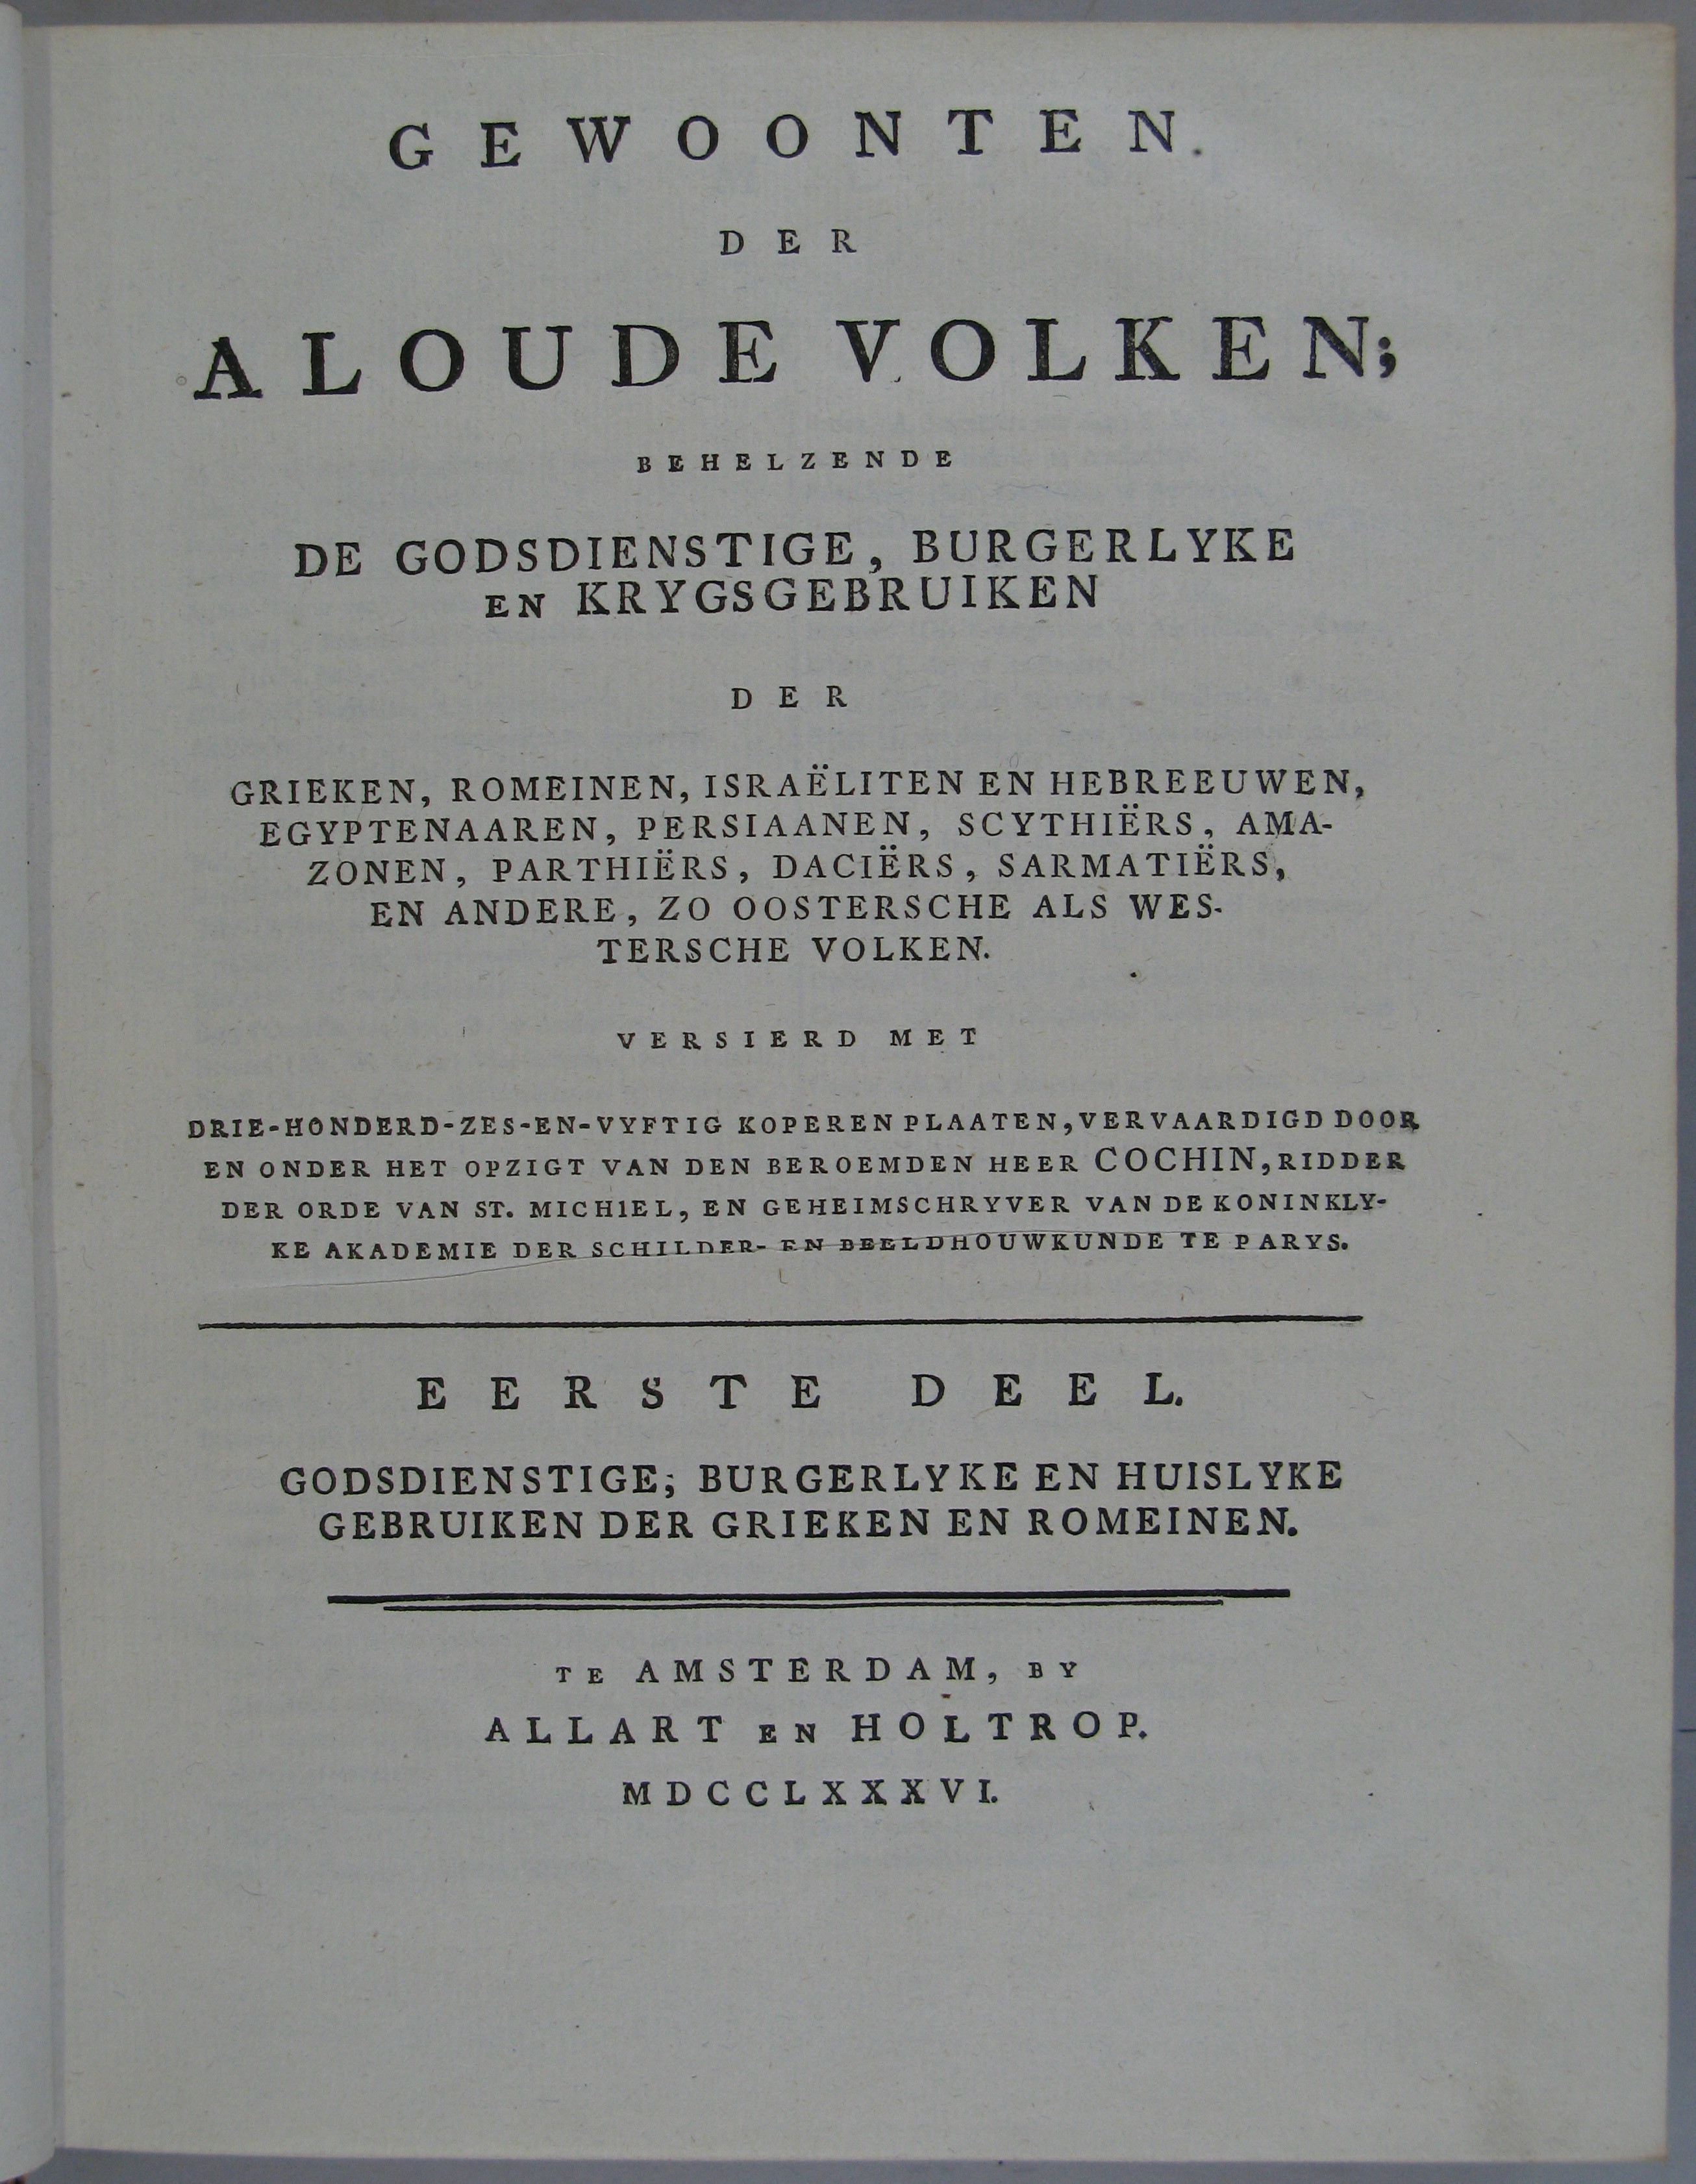 GEWOONTEN.
DER
ALOUDE VOLKEN;
BEHELZENDE
DE GODSDIENSTIGE, BURGERLYKE
EN KRYGSGEBRUIKEN
DER
GRIEKEN, ROMEINEN, ISRAËLITEN EN HEBREEUWEN,
EGYPTENAAREN, PERSIAANEN, SCYTHIËRS, AMA-
ZONEN, PARTHIËRS, DACIËRS, SARMATIËRS,
EN ANDERE, ZO OOSTERSCHE ALS WES-
TERSCHE VOLKEN.
VERSIERD MET
DRIE-HONDERD-ZES-EN-VYFTIG KOPEREN PLAATEN, VERVAARDIGD DOOR
EN ONDER HET OPZIGT VAN DEN BEROEMDEN HEER COCHIN, RIDDER
DER ORDE VAN ST. MICHIEL, EN GEHEIMSCHRYVER VAN DE KONINKLY-
KE AKADEMIE DER SCHILDER- EN BEELDHOUWKUNDE TE PARYS.
EERSTE DEEL.
GODSDIENSTIGE; BURGERLYKE EN HUISLYKE
GEBRUIKEN DER GRIEKEN EN ROMEINEN.
TE AMSTERDAM, BY
ALLART EN HOLTROP.
MDCCLXXXVI.